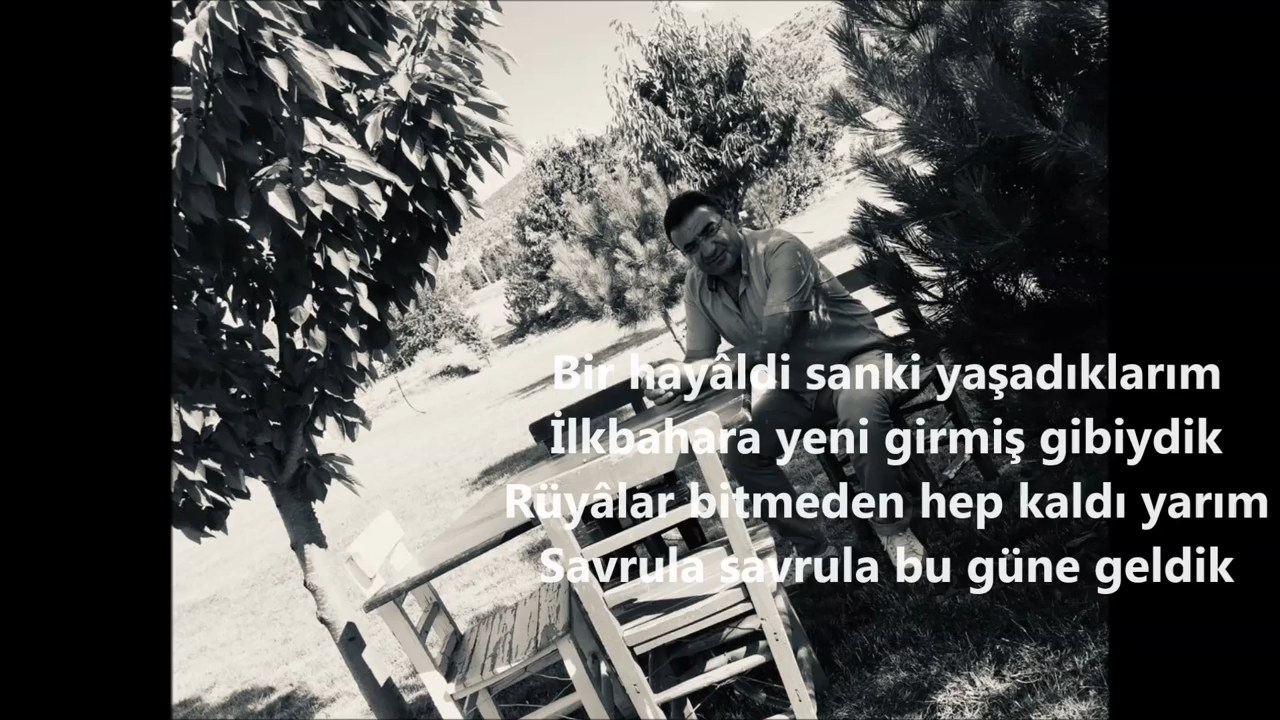 Bir hayâldi sanki yaşadıklarım
İlkbahara yeni girmiş gibiydik
Rüyâlar bitmeden hep kaldı yarım
Savrula savrula bu güne geldik